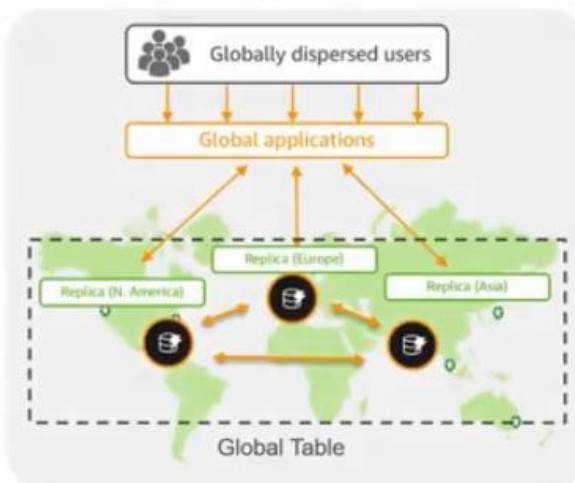 Globally dispersed users
Global applications
Replica (Europe)
Replica (N. America)
Replica (Asia)
Global Table